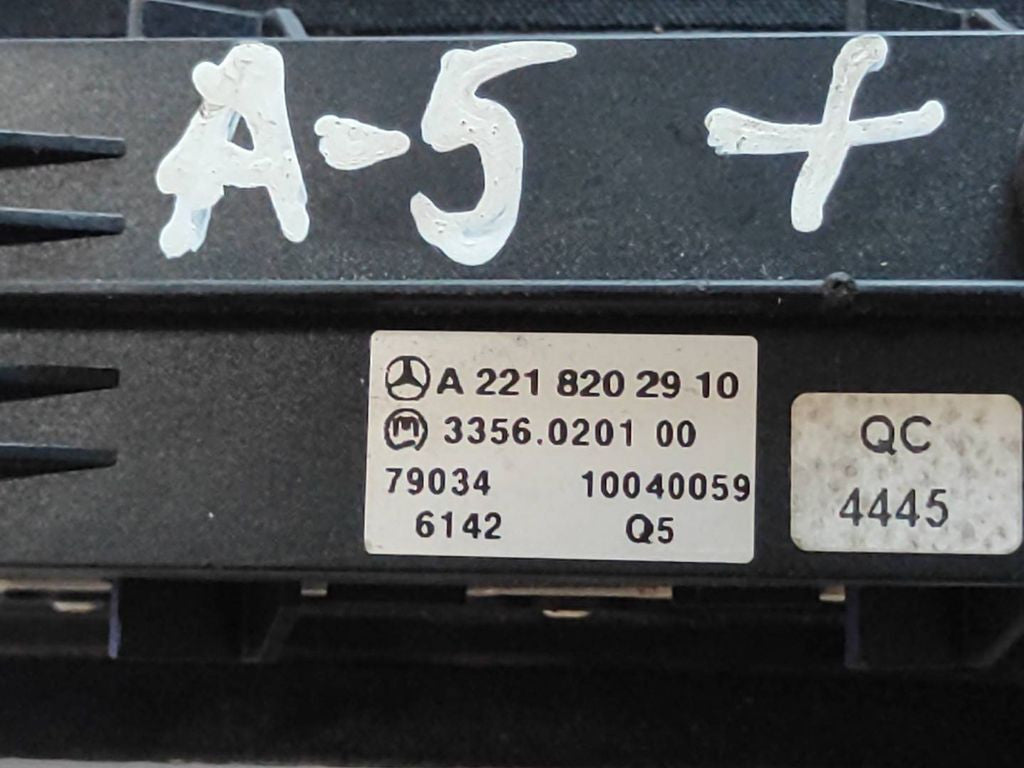 A-5 +
A 221 820 29 10
M 3356.0201 00
79034 10040059
6142 Q5
QC
4445